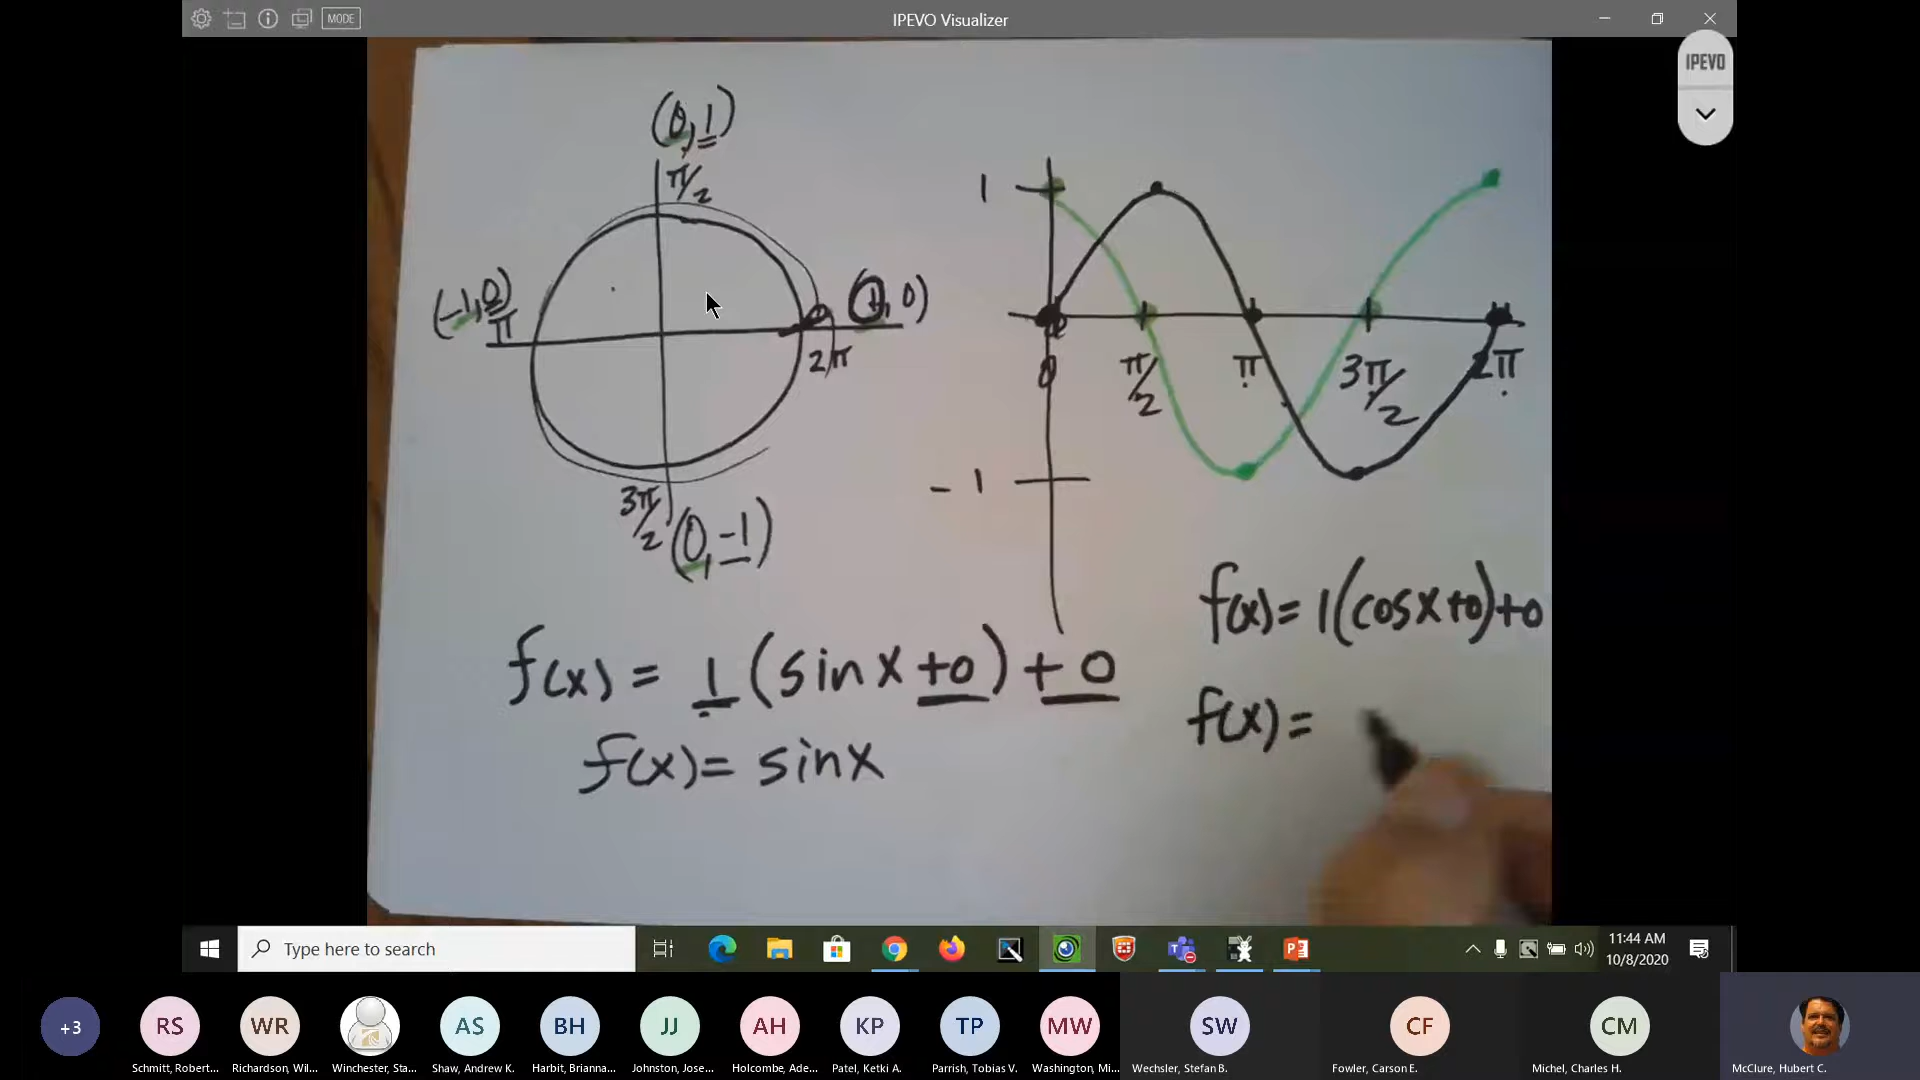 MODE
IPEVO Visualizer
IPEVO
(0, 1)
π/2
(-1, 0)
π
(1, 0)
2π
3π/2
(0, -1)
1
0
π/2
π
3π/2
2π
-1
f(x) = 1(cosx+0)+0
f(x) = 1(sinx+0)+0
f(x)=
f(x)= sinx
Type here to search
11:44 AM
10/8/2020
+3
RS
WR
AS
BH
JJ
AH
KP
TP
MW
SW
CF
CM
Schmitt, Robert...
Richardson, Wil...
Winchester, Sta...
Shaw, Andrew K.
Harbit, Brianna...
Johnston, Jose...
Holcombe, Ade...
Patel, Ketki A.
Parrish, Tobias V.
Washington, Mi...
Wechsler, Stefan B.
Fowler, Carson E.
Michel, Charles H.
McClure, Hubert C.